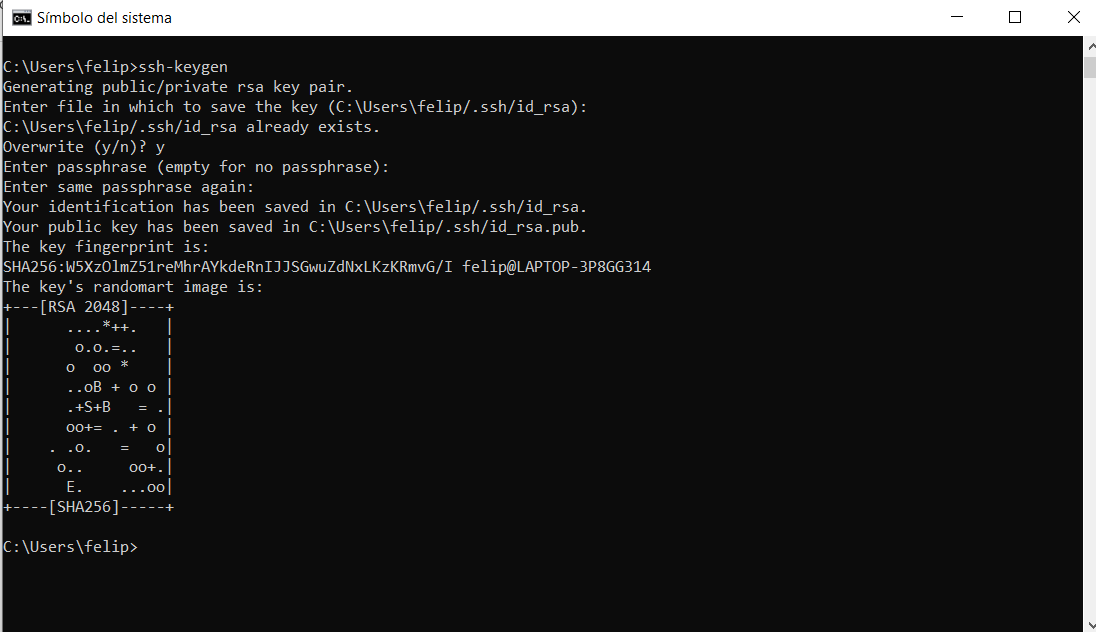 Símbolo del sistema
C:\Users\felip>ssh-keygen
Generating public/private rsa key pair.
Enter file in which to save the key (C:\Users\felip/.ssh/id_rsa):
C:\Users\felip/.ssh/id_rsa already exists.
Overwrite (y/n)? y
Enter passphrase (empty for no passphrase):
Enter same passphrase again:
Your identification has been saved in C:\Users\felip/.ssh/id_rsa.
Your public key has been saved in C:\Users\felip/.ssh/id_rsa.pub.
The key fingerprint is:
SHA256:W5XzOlmZ51reMhrAYkdeRnIJJSGwuZdNxLKzKRmvG/I felip@LAPTOP-3P8GG314
The key's randomart image is:
+---[RSA 2048]----+
|      ....*++.   |
|       o.o.=..   |
|      o  oo *    |
|      ..oB + o o |
|      .+S+B   = .|
|      oo+= . + o |
|    . .o.   =   o|
|     o..     oo+.|
|      E.    ...oo|
+----[SHA256]-----+
C:\Users\felip>